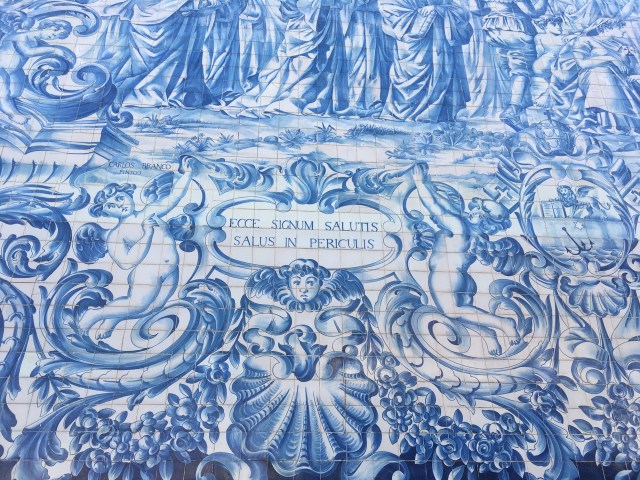 CARLOS BRANCO
ECCE SIGNUM SALUTIS
SALUS IN PERICULIS